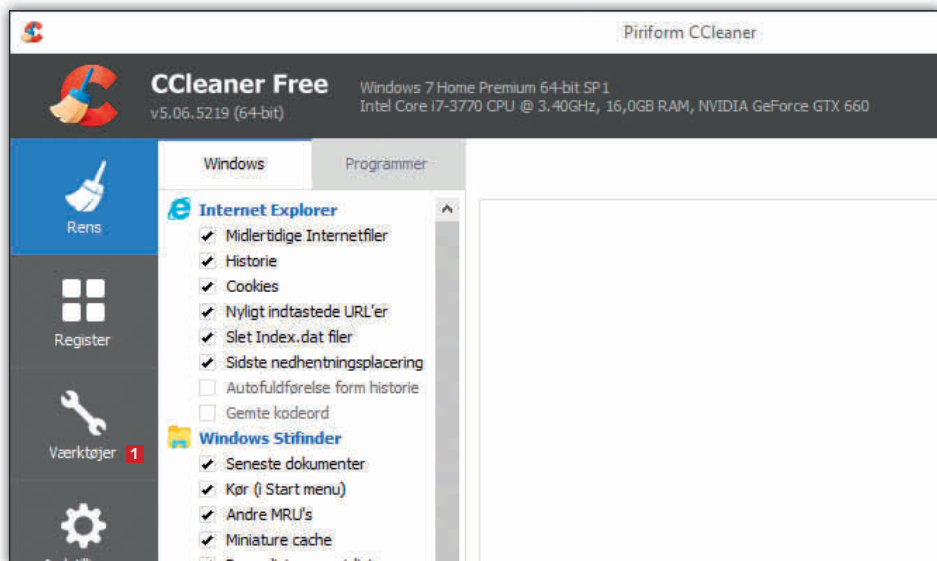 Piriform CCleaner
CCleaner Free
v5.06.5219 (64-bit)
Windows 7 Home Premium 64-bit SP1
Intel Core i7-3770 CPU @ 3.40GHz, 16,0GB RAM, NVIDIA GeForce GTX 660
Rens
Register
Værktøjer 1
Windows
Programmer
Internet Explorer
Midlertidige Internetfiler
Historie
Cookies
Nyligt indtastede URL'er
Slet Index.dat filer
Sidste nedhentningsplacering
Autofuldførelse form historie
Gemte kodeord
Windows Stifinder
Seneste dokumenter
Kør (i Start menu)
Andre MRU's
Miniature cache